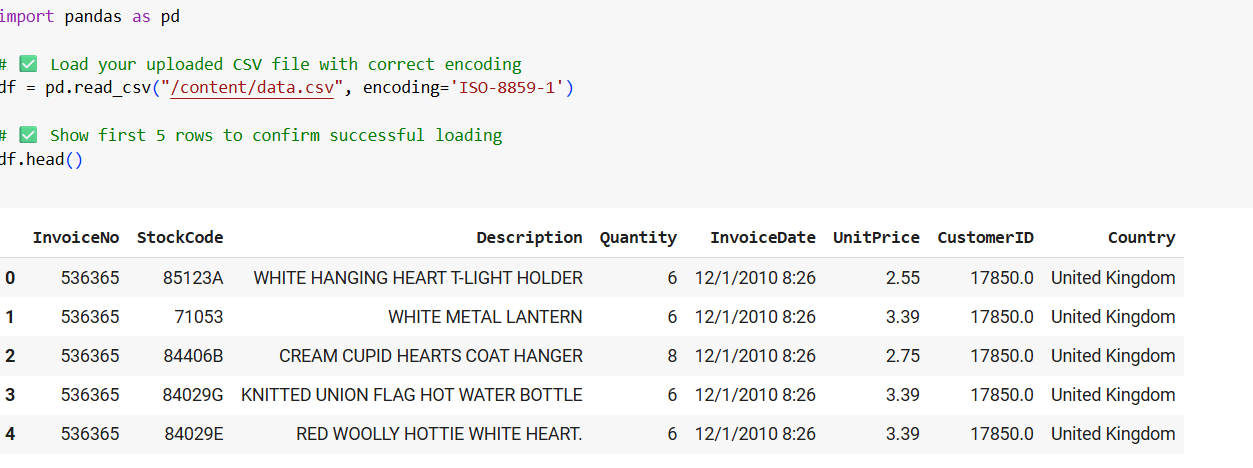 import pandas as pd
# ✅ Load your uploaded CSV file with correct encoding
df = pd.read_csv("/content/data.csv", encoding='ISO-8859-1')
# ✅ Show first 5 rows to confirm successful loading
df.head()
InvoiceNo StockCode Description Quantity InvoiceDate UnitPrice CustomerID Country
0 536365 85123A WHITE HANGING HEART T-LIGHT HOLDER 6 12/1/2010 8:26 2.55 17850.0 United Kingdom
1 536365 71053 WHITE METAL LANTERN 6 12/1/2010 8:26 3.39 17850.0 United Kingdom
2 536365 84406B CREAM CUPID HEARTS COAT HANGER 8 12/1/2010 8:26 2.75 17850.0 United Kingdom
3 536365 84029G KNITTED UNION FLAG HOT WATER BOTTLE 6 12/1/2010 8:26 3.39 17850.0 United Kingdom
4 536365 84029E RED WOOLLY HOTTIE WHITE HEART. 6 12/1/2010 8:26 3.39 17850.0 United Kingdom